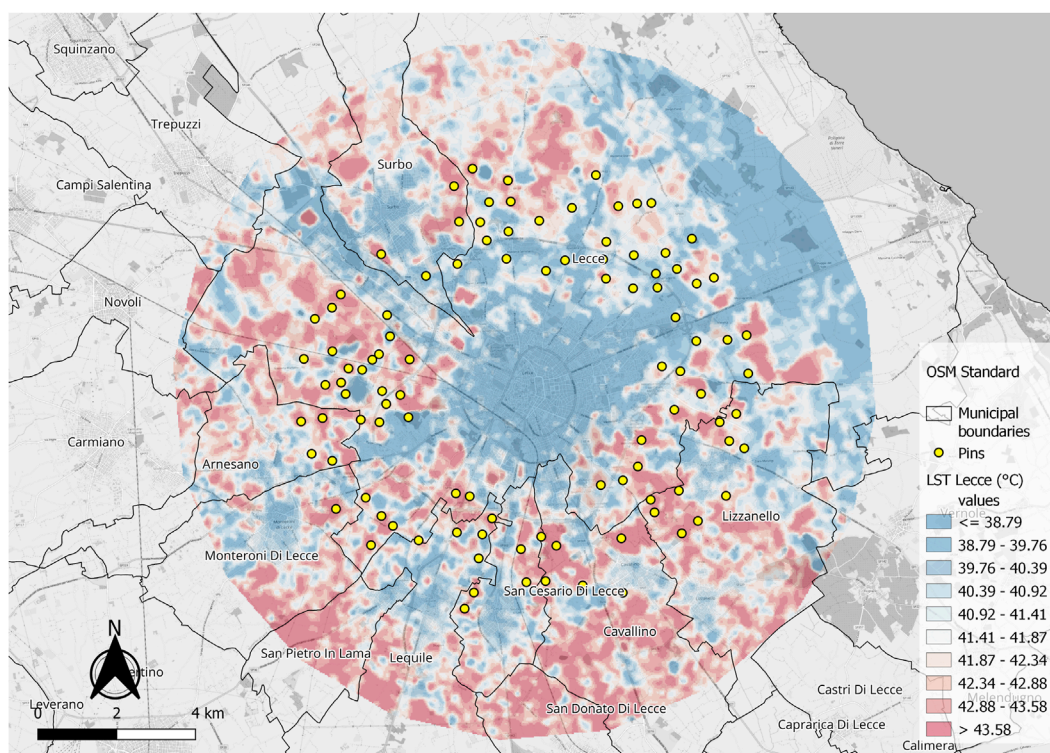 Squinzano
Trepuzzi
Surbo
Campi Salentina
Lecce
Novoli
OSM Standard
Municipal
boundaries
Carmiano
Pins
Arnesano
LST Lecce (°C)
values
Lizzanello
Vernole
<= 38.79
38.79 - 39.76
Monteroni Di Lecce
39.76 - 40.39
San Cesario Di Lecce
40.39 - 40.92
40.92 - 41.41
N
Cavallino
41.41 - 41.87
San Pietro In Lama
Lequile
41.87 - 42.34
42.34 - 42.88
Castri Di Lecce
Melendugno
Leverano
San Donato Di Lecce
42.88 - 43.58
0 2 4 km
Caprarica Di Lecce
> 43.58
Calimera